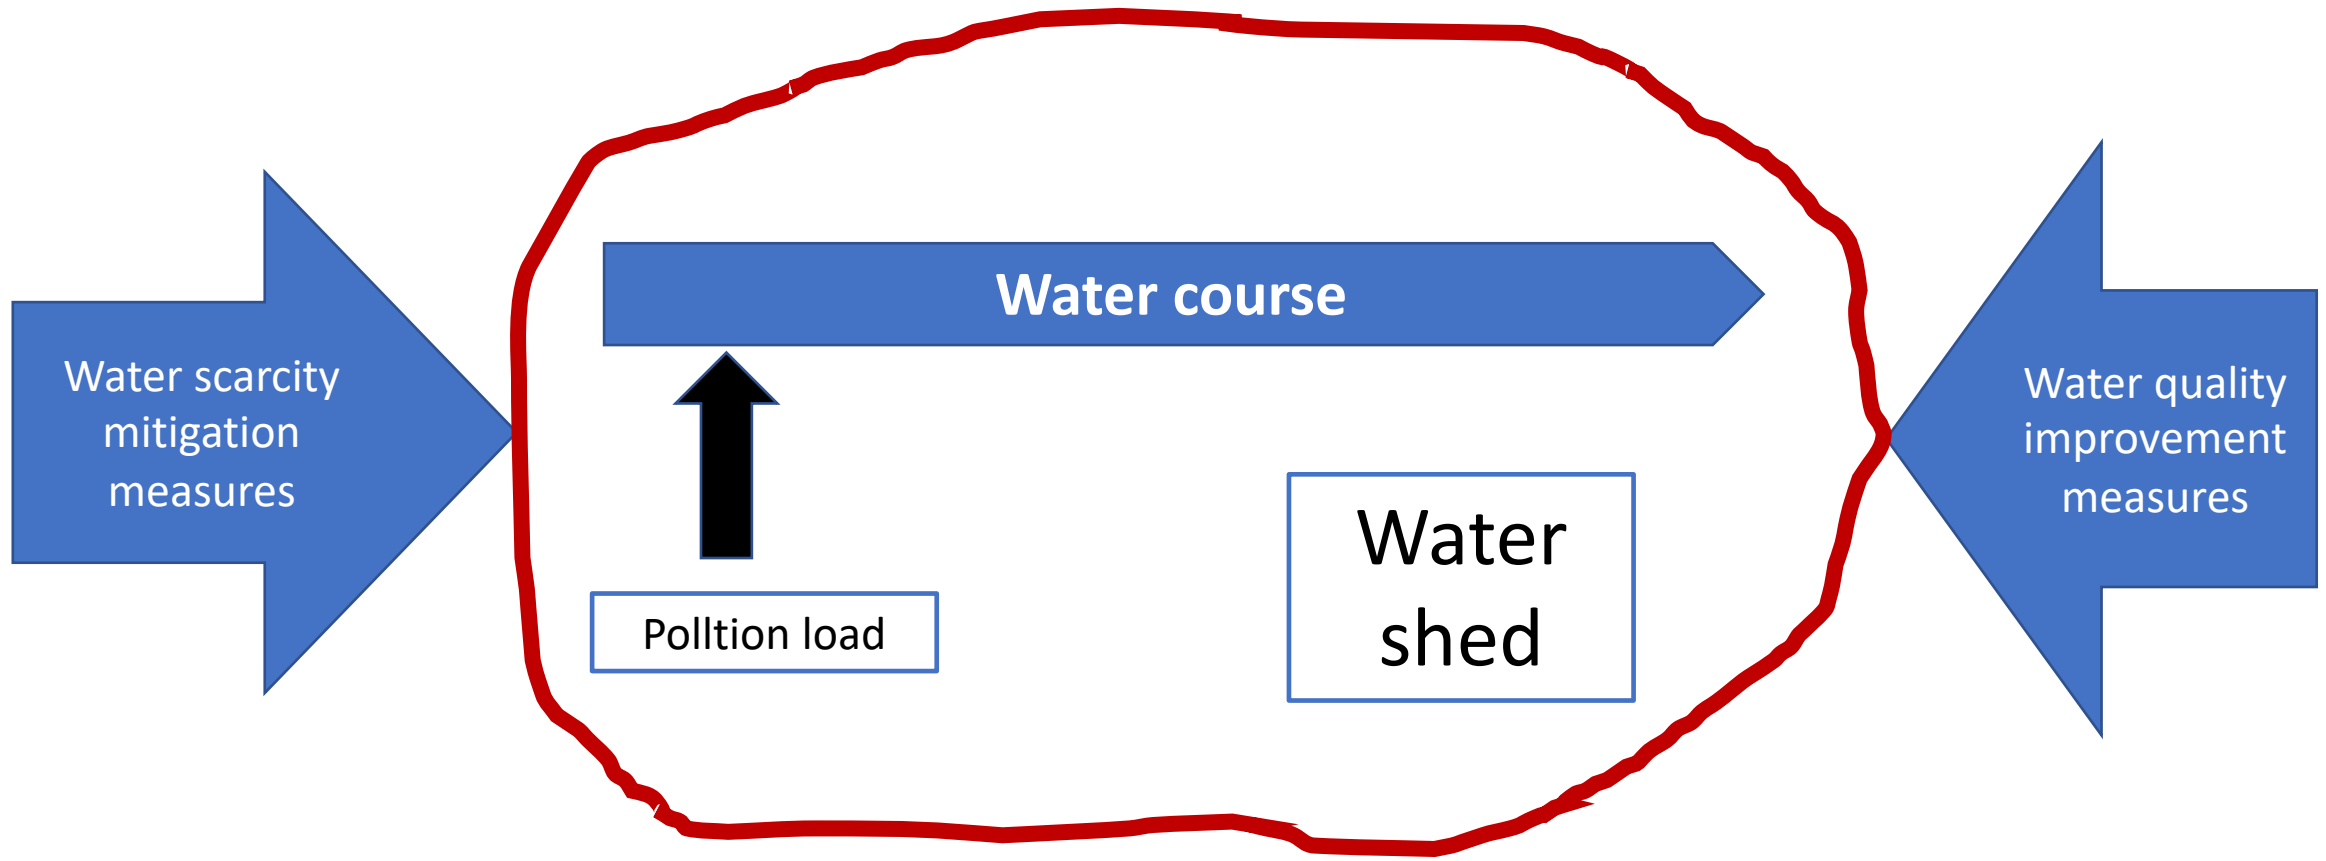 Water course
Water scarcity
mitigation
measures
Water quality
improvement
measures
Water
shed
Polltion load